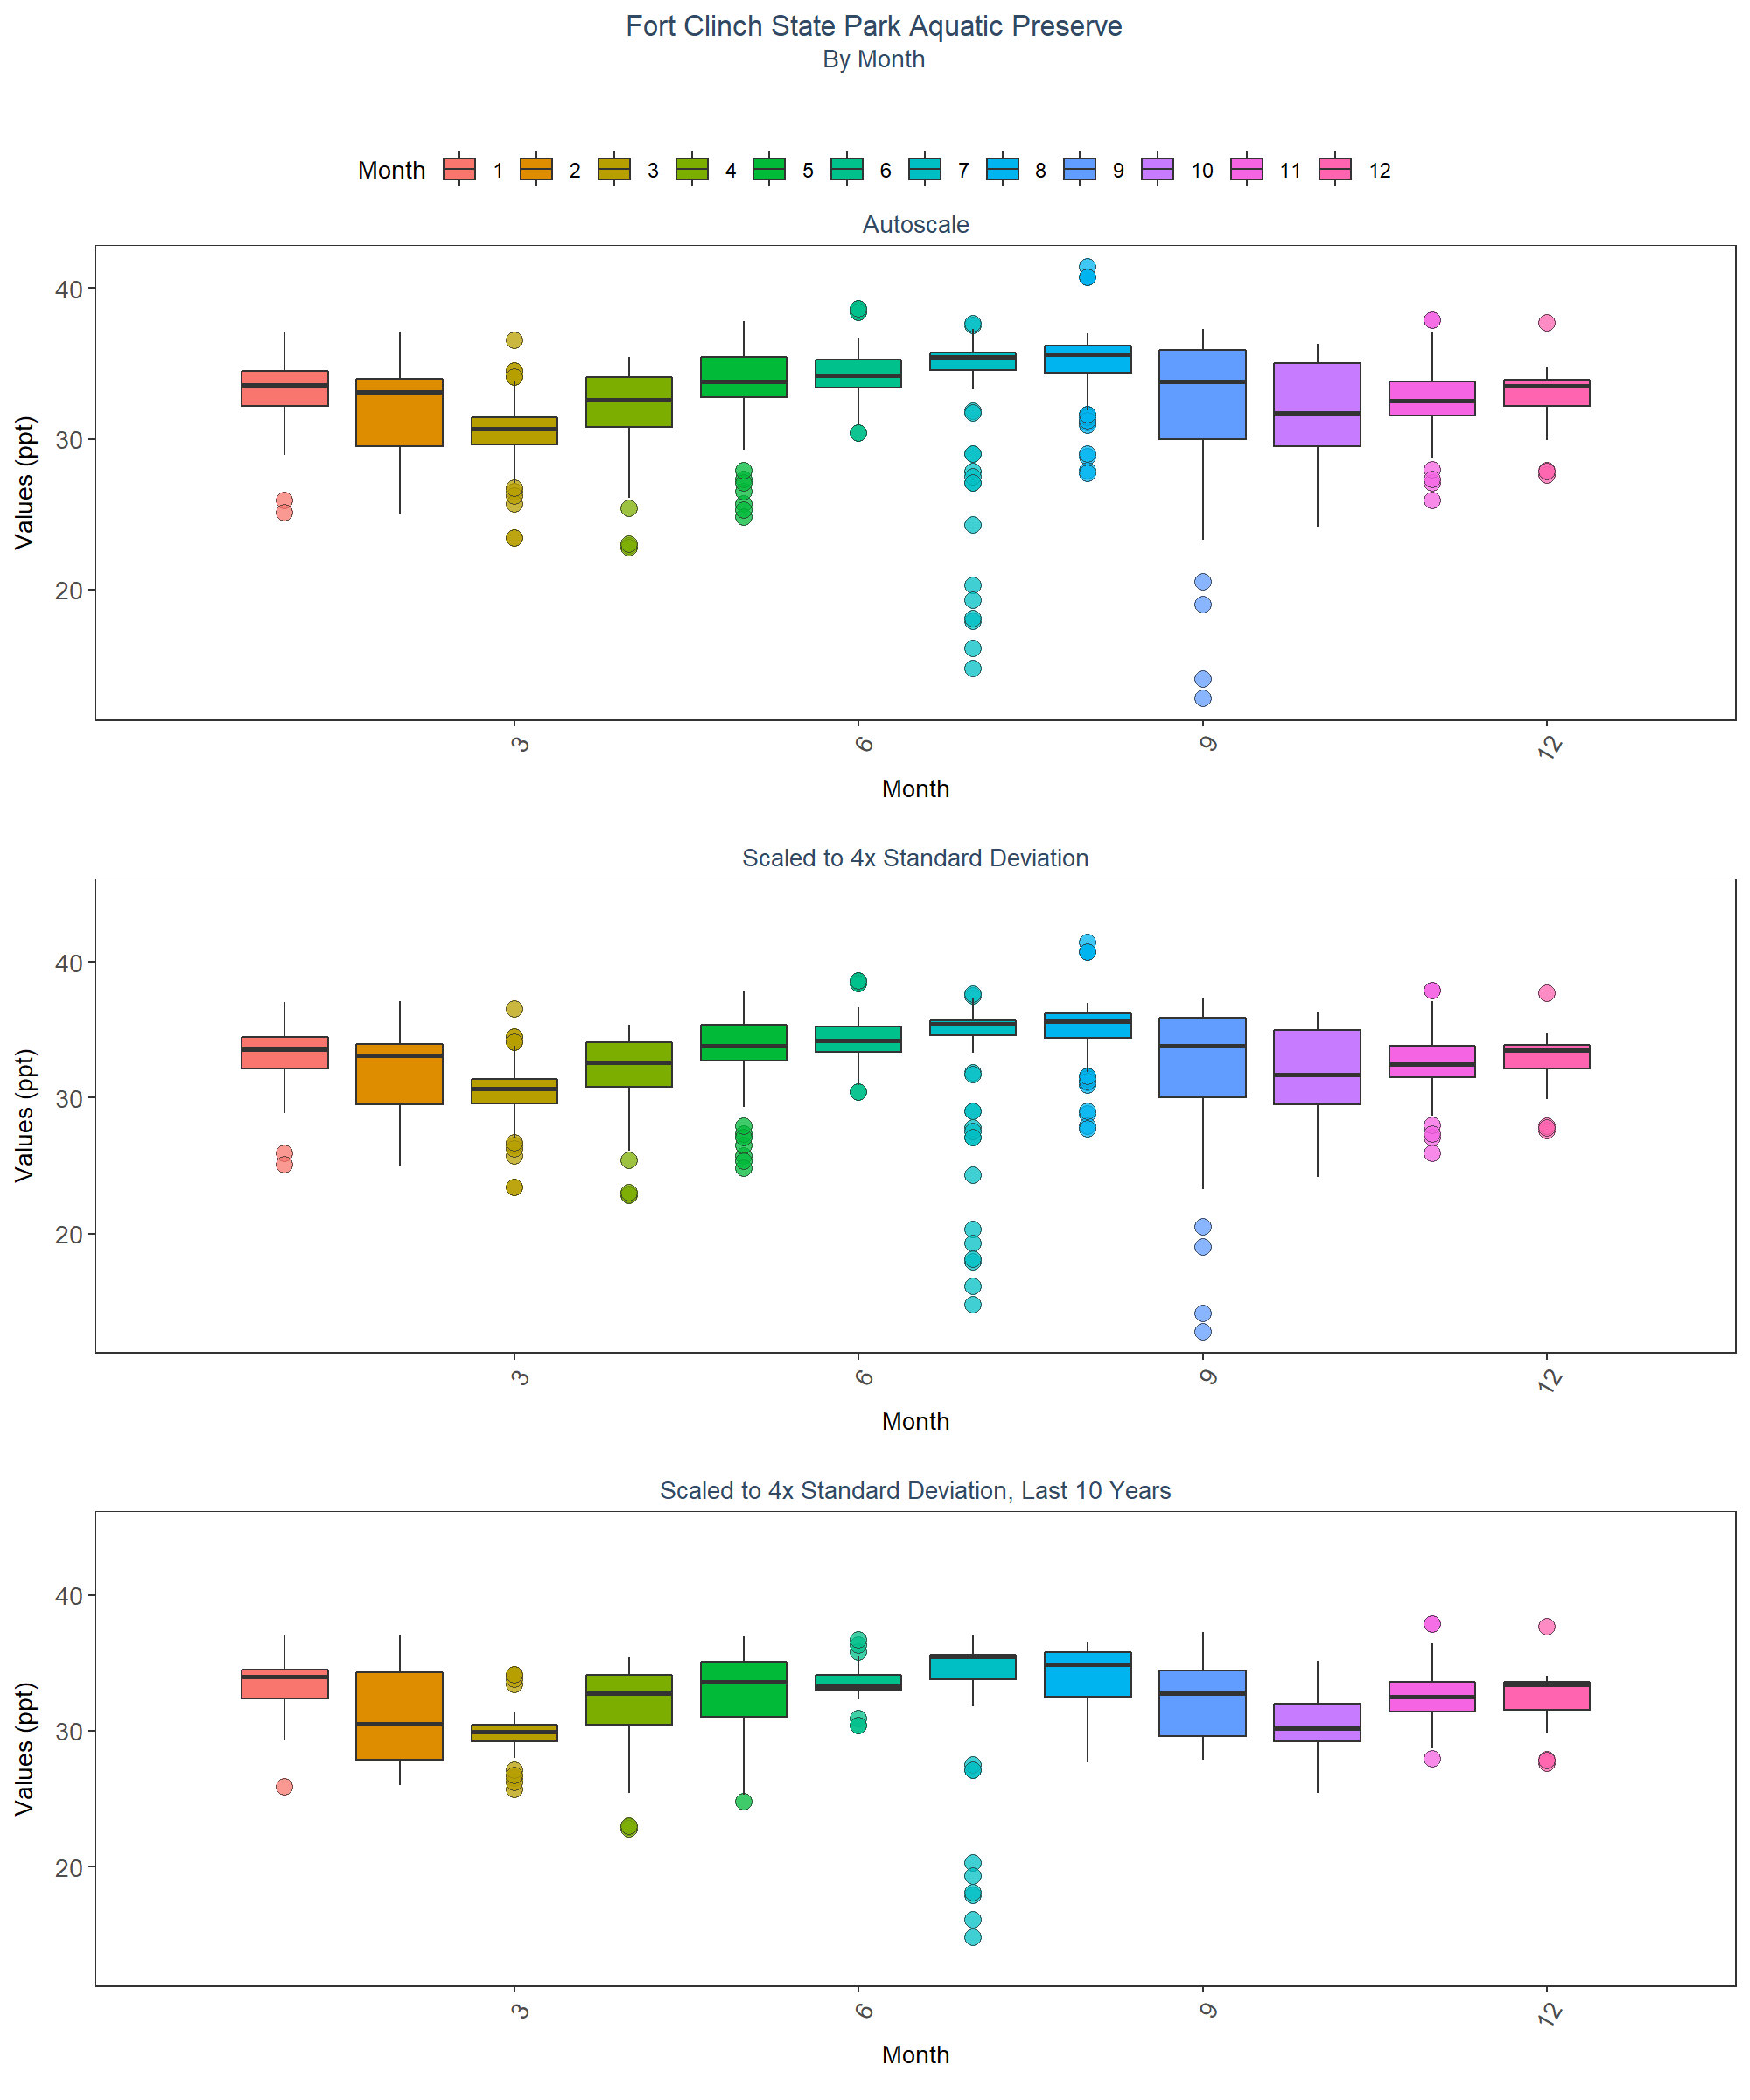 Fort Clinch State Park Aquatic Preserve
By Month
Month 1 2 3 4 5 6 7 8 9 10 11 12
Autoscale
Values (ppt)
40
30
20
3 6 9 12
Month
Scaled to 4x Standard Deviation
Values (ppt)
40
30
20
3 6 9 12
Month
Scaled to 4x Standard Deviation, Last 10 Years
Values (ppt)
40
30
20
3 6 9 12
Month